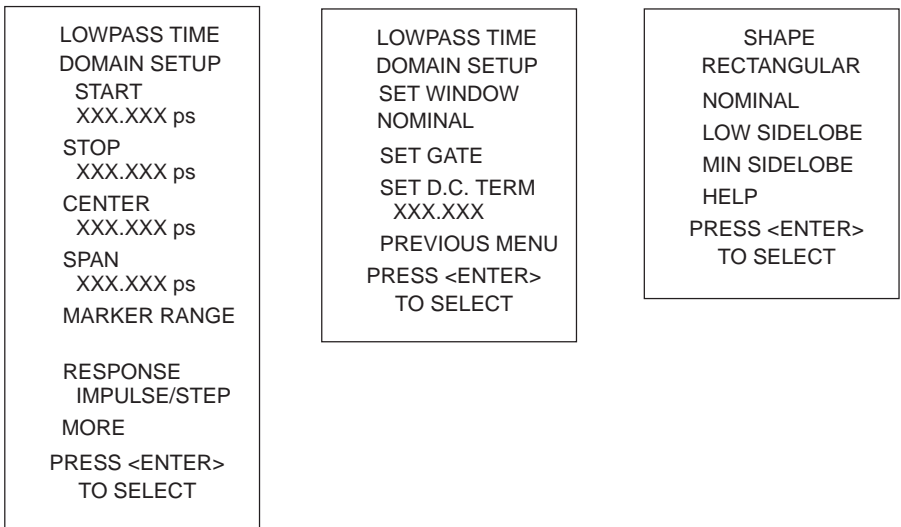 LOWPASS TIME
DOMAIN SETUP
START
XXX.XXX ps
STOP
XXX.XXX ps
CENTER
XXX.XXX ps
SPAN
XXX.XXX ps
MARKER RANGE
RESPONSE
IMPULSE/STEP
MORE
PRESS <ENTER>
TO SELECT
LOWPASS TIME
DOMAIN SETUP
SET WINDOW
NOMINAL
SET GATE
SET D.C. TERM
XXX.XXX
PREVIOUS MENU
PRESS <ENTER>
TO SELECT
SHAPE
RECTANGULAR
NOMINAL
LOW SIDELOBE
MIN SIDELOBE
HELP
PRESS <ENTER>
TO SELECT